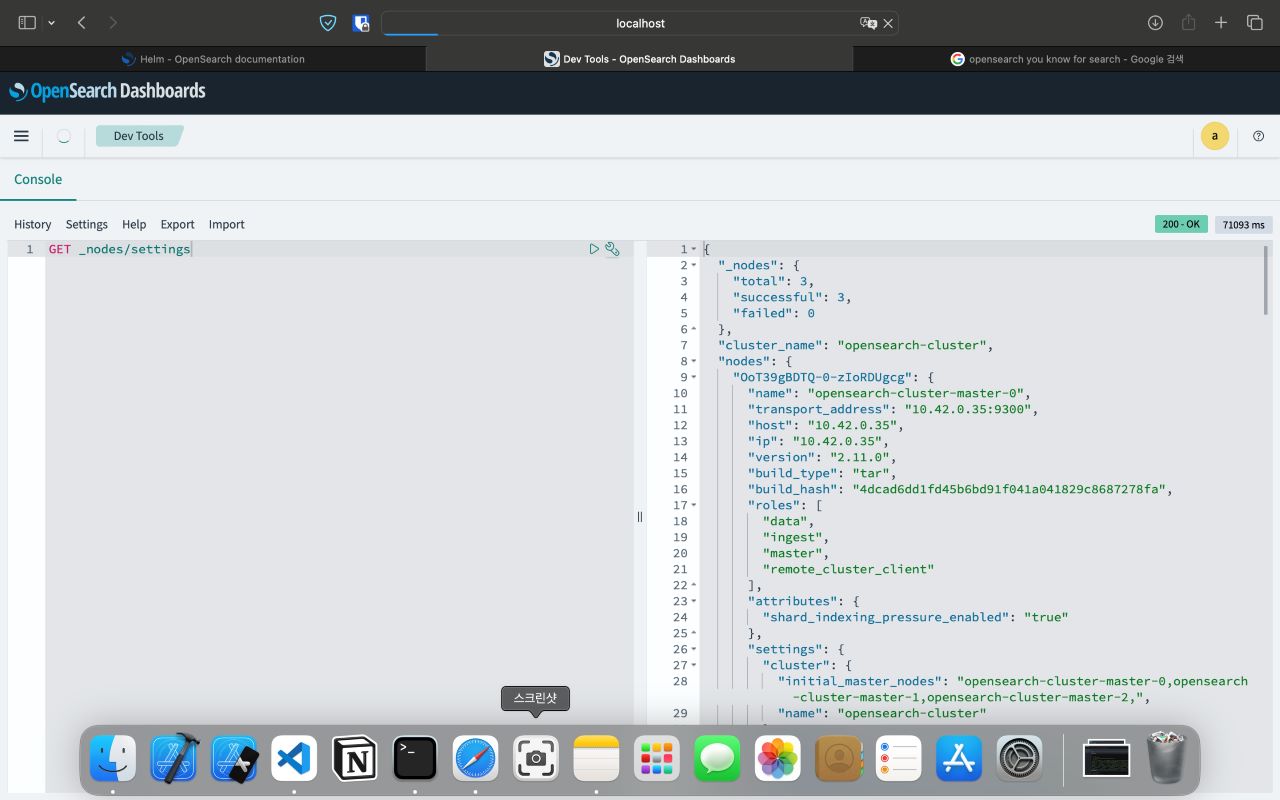 localhost
Helm - OpenSearch documentation
Dev Tools - OpenSearch Dashboards
opensearch you know for search - Google 검색
OpenSearch Dashboards
Dev Tools
a
Console
History Settings Help Export Import
200 - OK
71093 ms
1 GET _nodes/settings
1 {
2 "_nodes": {
3 "total": 3,
4 "successful": 3,
5 "failed": 0
6 },
7 "cluster_name": "opensearch-cluster",
8 "nodes": {
9 "OoT39gBDTQ-0-zIoRDUgcg": {
10 "name": "opensearch-cluster-master-0",
11 "transport_address": "10.42.0.35:9300",
12 "host": "10.42.0.35",
13 "ip": "10.42.0.35",
14 "version": "2.11.0",
15 "build_type": "tar",
16 "build_hash": "4dcad6dd1fd45b6bd91f041a041829c8687278fa",
17 "roles": [
18 "data",
19 "ingest",
20 "master",
21 "remote_cluster_client"
22 ],
23 "attributes": {
24 "shard_indexing_pressure_enabled": "true"
25 },
26 "settings": {
27 "cluster": {
28 "initial_master_nodes": "opensearch-cluster-master-0,opensearch
-cluster-master-1,opensearch-cluster-master-2,",
29 "name": "opensearch-cluster"
스크린샷